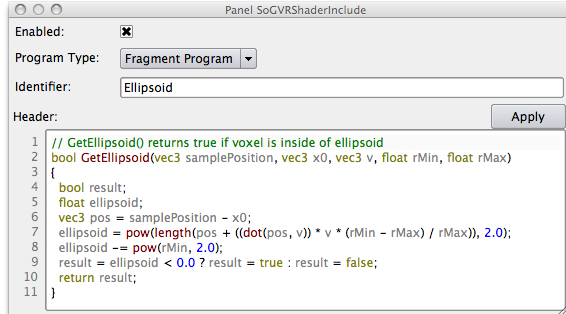 Panel SoGVRShaderInclude
Enabled:
Program Type: Fragment Program
Identifier: Ellipsoid
Header: Apply
1 // GetEllipsoid() returns true if voxel is inside of ellipsoid
2 bool GetEllipsoid(vec3 samplePosition, vec3 x0, vec3 v, float rMin, float rMax)
3 {
4 bool result;
5 float ellipsoid;
6 vec3 pos = samplePosition - x0;
7 ellipsoid = pow(length(pos + ((dot(pos, v)) * v * (rMin - rMax) / rMax)), 2.0);
8 ellipsoid -= pow(rMin, 2.0);
9 result = ellipsoid < 0.0 ? result = true : result = false;
10 return result;
11 }